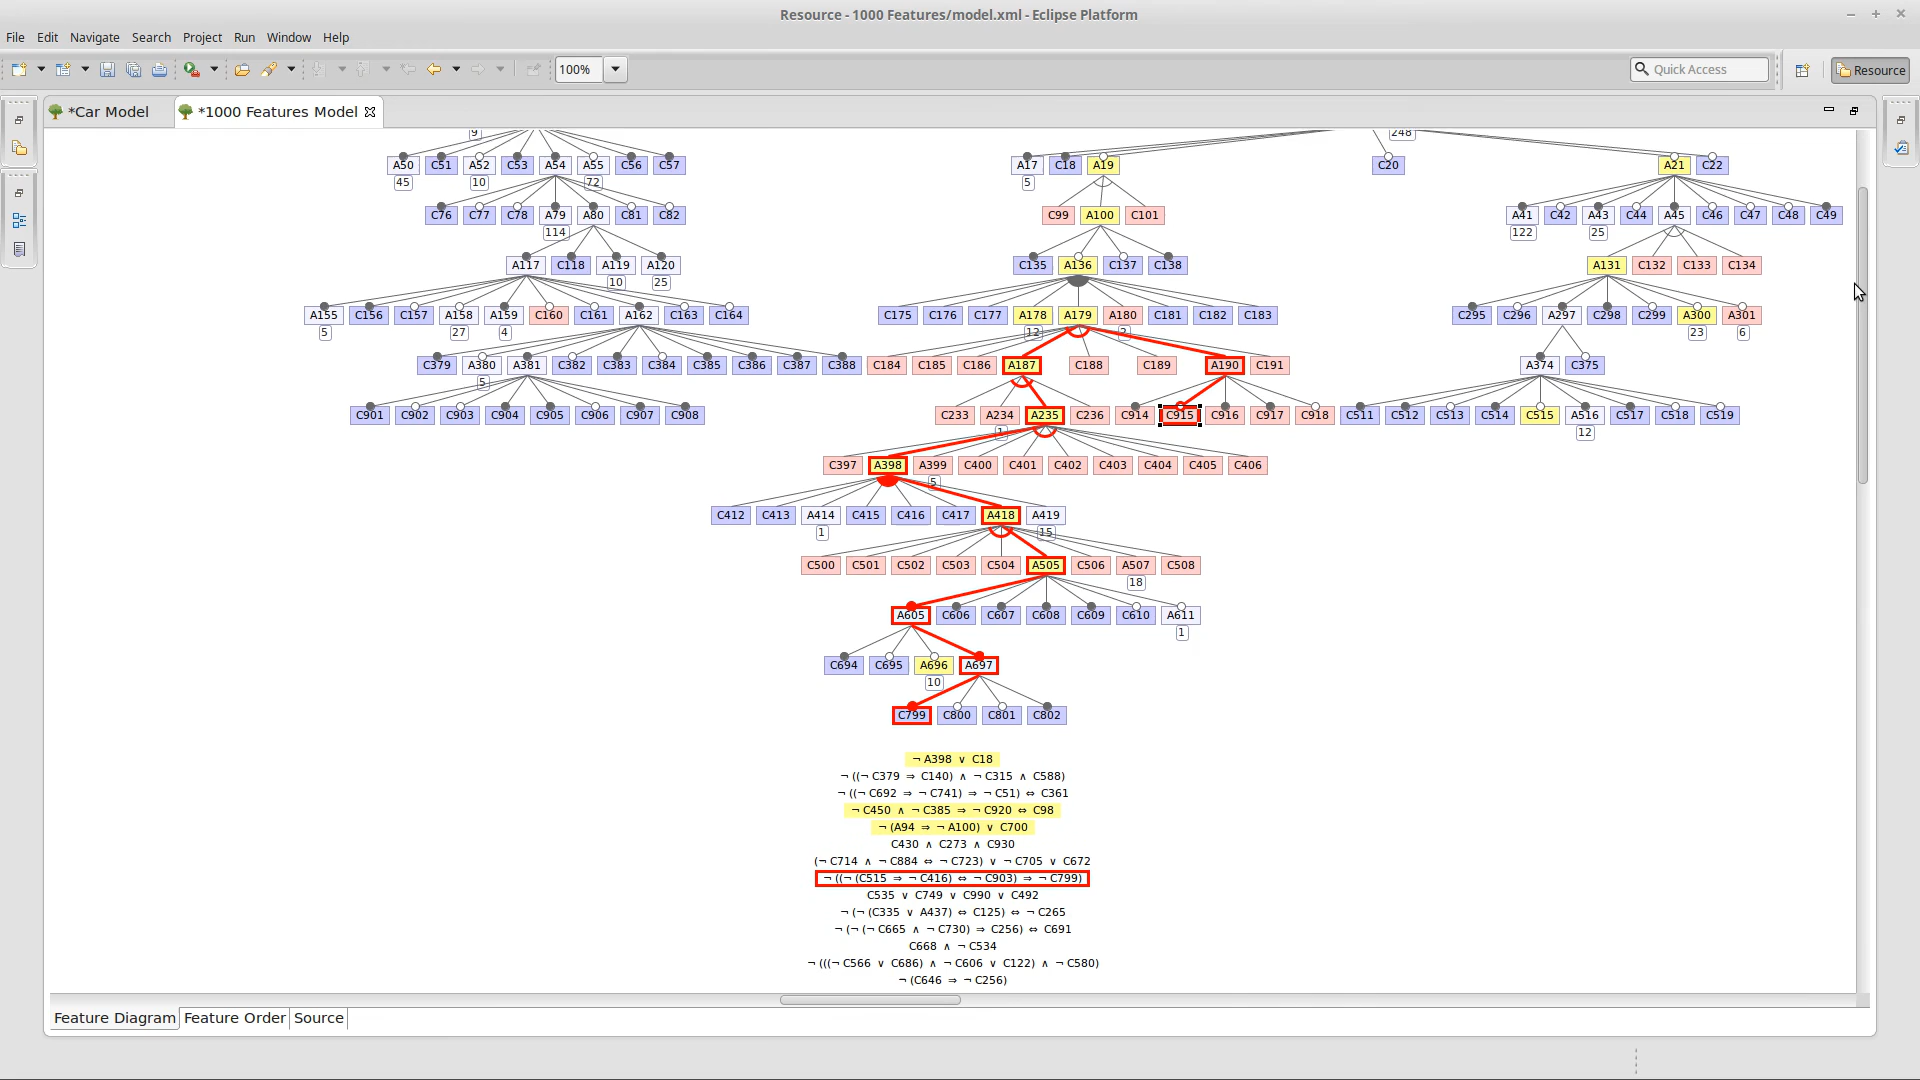 Resource - 1000 Features/model.xml - Eclipse Platform
File Edit Navigate Search Project Run Window Help
100% Quick Access Resource
*Car Model *1000 Features Model
9 248
A50 C51 A52 C53 A54 A55 C56 C57 A17 C18 A19 C20 A21 C22
45 10 72 5
C76 C77 C78 A79 A80 C81 C82 C99 A100 C101 A41 C42 A43 C44 A45 C46 C47 C48 C49
114 122 25
A117 C118 A119 A120 C135 A136 C137 C138 A131 C132 C133 C134
10 25
A155 C156 C157 A158 A159 C160 C161 A162 C163 C164 C175 C176 C177 A178 A179 A180 C181 C182 C183 C295 C296 A297 C298 C299 A300 A301
5 27 4 12 2 23 6
C379 A380 A381 C382 C383 C384 C385 C386 C387 C388 C184 C185 C186 A187 C188 C189 A190 C191 A374 C375
5
C901 C902 C903 C904 C905 C906 C907 C908 C233 A234 A235 C236 C914 C915 C916 C917 C918 C511 C512 C513 C514 C515 A516 C517 C518 C519
1 12
C397 A398 A399 C400 C401 C402 C403 C404 C405 C406
5
C412 C413 A414 C415 C416 C417 A418 A419
1 15
C500 C501 C502 C503 C504 A505 C506 A507 C508
18
A605 C606 C607 C608 C609 C610 A611
1
C694 C695 A696 A697
10
C799 C800 C801 C802
¬ A398 ∨ C18
¬ ((¬ C379 ⇒ C140) ∧ ¬ C315 ∧ C588)
¬ ((¬ C692 ⇒ ¬ C741) ⇒ ¬ C51) ⇔ C361
¬ C450 ∧ ¬ C385 ⇒ ¬ C920 ⇔ C98
¬ (A94 ⇒ ¬ A100) ∨ C700
C430 ∧ C273 ∧ C930
(¬ C714 ∧ ¬ C884 ⇔ ¬ C723) ∨ ¬ C705 ∨ C672
¬ ((¬ (C515 ⇒ ¬ C416) ⇔ ¬ C903) ⇒ ¬ C799)
C535 ∨ C749 ∨ C990 ∨ C492
¬ (¬ (C335 ∨ A437) ⇔ C125) ⇔ ¬ C265
¬ (¬ (¬ C665 ∧ ¬ C730) ⇒ C256) ⇔ C691
C668 ∧ ¬ C534
¬ (((¬ C566 ∨ C686) ∧ ¬ C606 ∨ C122) ∧ ¬ C580)
¬ (C646 ⇒ ¬ C256)
Feature Diagram Feature Order Source